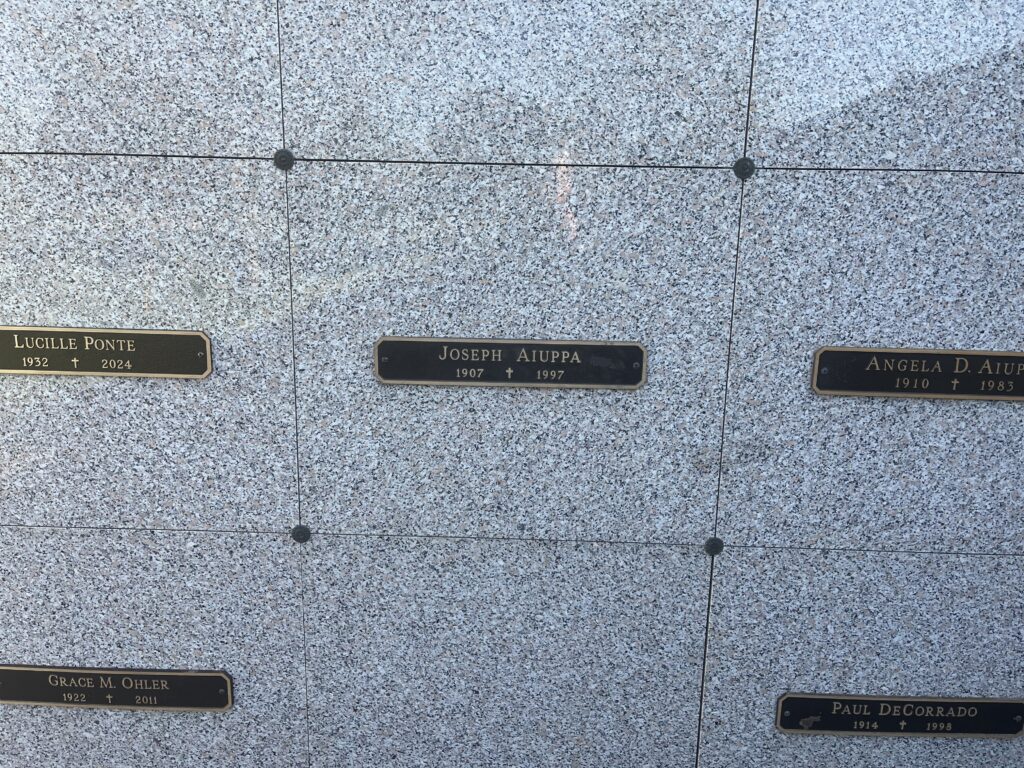 LUCILLE PONTE
1932 ✝ 2024
JOSEPH AIUPPA
1907 ✝ 1997
ANGELA D. AIUP
1910 ✝ 1983
GRACE M. OHLER
1922 ✝ 2011
PAUL DECORRADO
1914 ✝ 1998